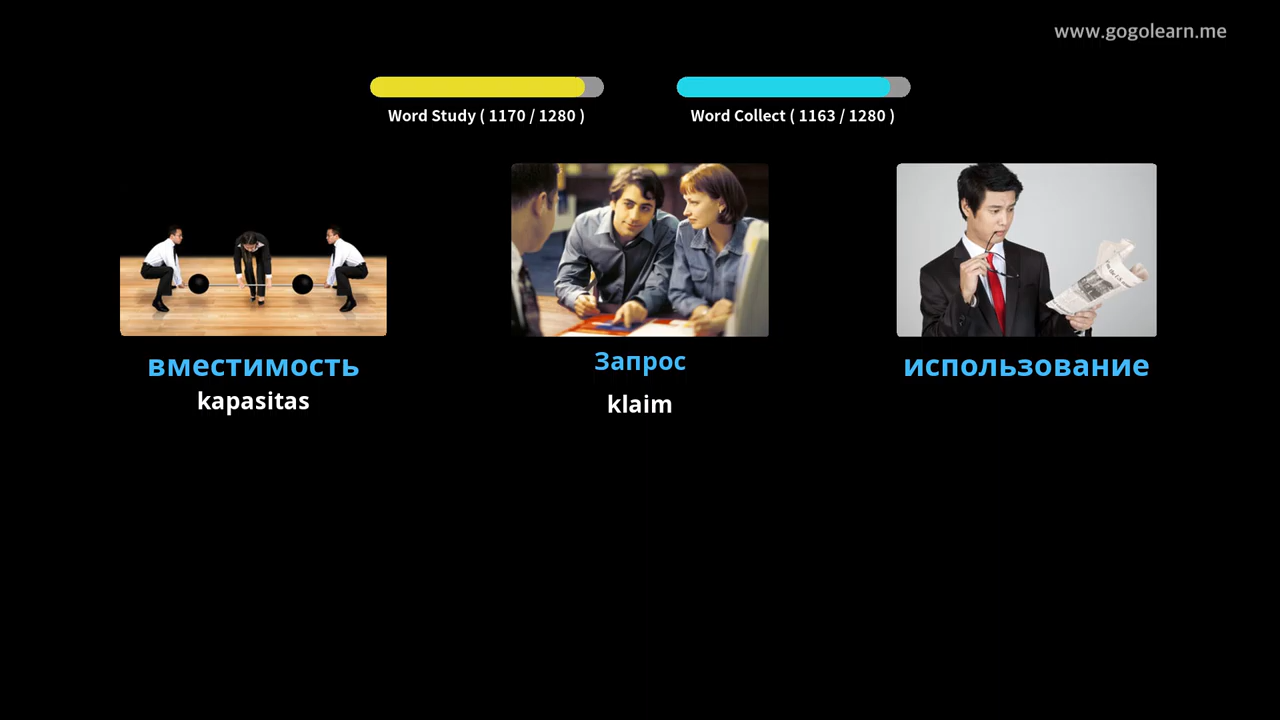 www.gogolearn.me
Word Study ( 1170 / 1280 )
Word Collect ( 1163 / 1280 )
вместимость
kapasitas
Запрос
klaim
использование